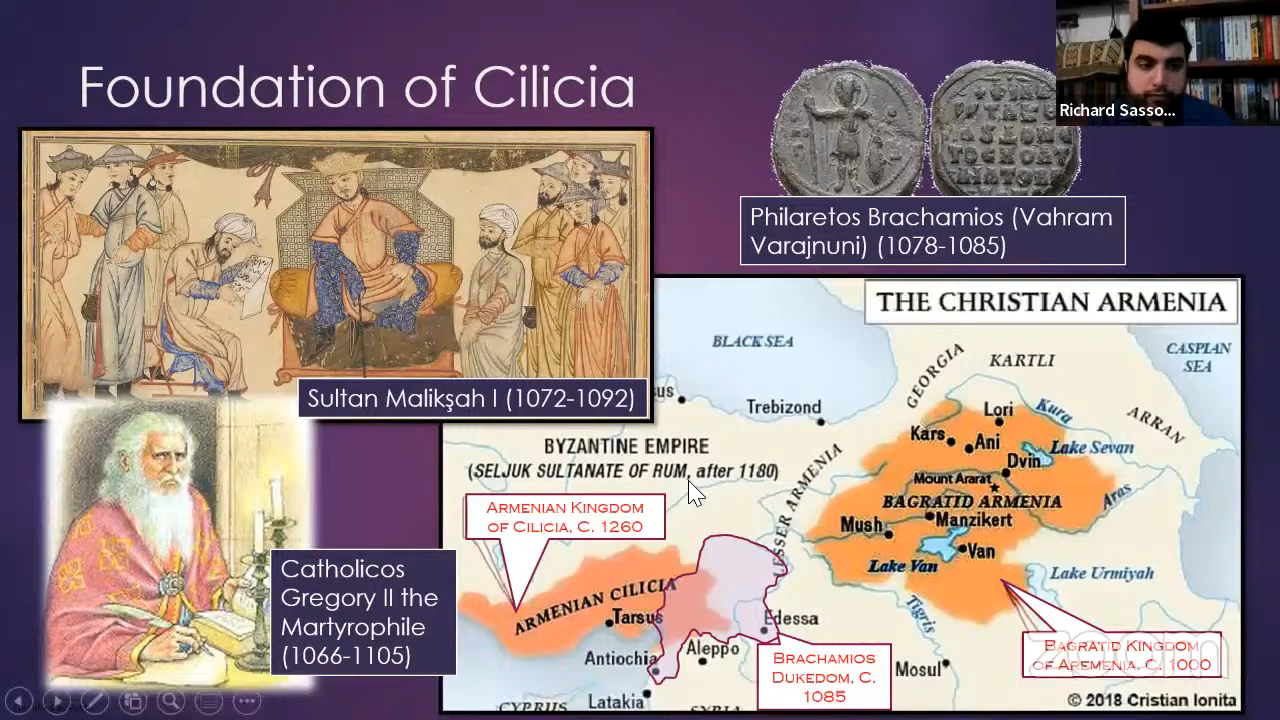 Foundation of Cilicia
Richard Sasso...
Philaretos Brachamios (Vahram
Varajnuni) (1078-1085)
Sultan Malikşah I (1072-1092)
Catholicos
Gregory II the
Martyrophile
(1066-1105)
THE CHRISTIAN ARMENIA
BLACK SEA
CASPIAN
SEA
GEORGIA
KARTLI
ARRAN
Trebizond
Lori
Kura
Kars
Ani
Lake Sevan
Dvin
BYZANTINE EMPIRE
(SELJUK SULTANATE OF RUM, after 1180)
Mount Ararat
BAGRATID ARMENIA
Aras
ARMENIAN KINGDOM
OF CILICIA, C. 1260
LESSER ARMENIA
Mush
Manzikert
Van
Lake Van
Lake Urmiyah
ARMENIAN CILICIA
Tarsus
Tigris
Edessa
Antiochia
Aleppo
Mosul
BRACHAMIOS
DUKEDOM, C.
1085
BAGRATID KINGDOM
OF AREMENIA, C. 1000
zoom
CYPRUS
Latakia
SYRIA
© 2018 Cristian Ionita